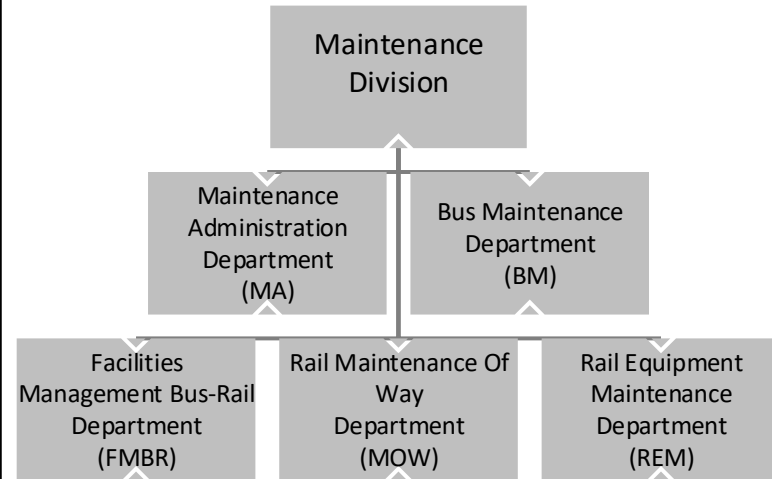 Maintenance
Division
Maintenance
Administration
Department
(MA)
Bus Maintenance
Department
(BM)
Facilities
Management Bus-Rail
Department
(FMBR)
Rail Maintenance Of
Way
Department
(MOW)
Rail Equipment
Maintenance
Department
(REM)